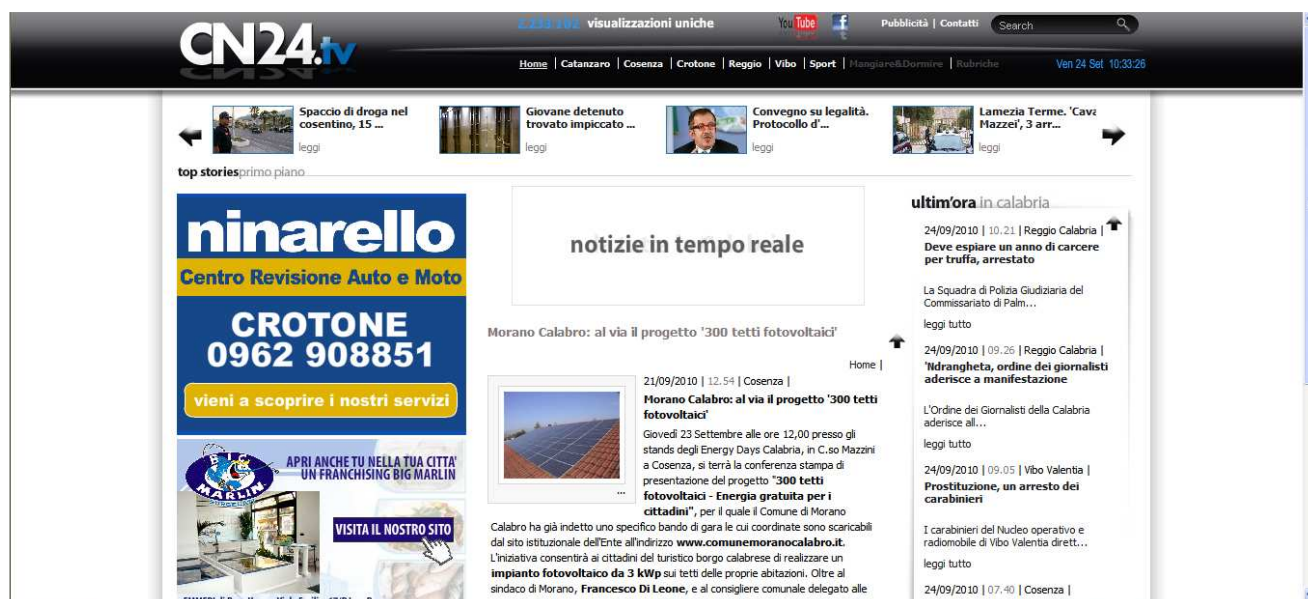 CN24.tv
visualizzazioni uniche
YouTube
Pubblicità | Contatti
Search
Home | Catanzaro | Cosenza | Crotone | Reggio | Vibo | Sport | Mangiare&Dormire | Rubriche
Ven 24 Set 10:33:26
Spaccio di droga nel
cosentino, 15 ...
leggi
Giovane detenuto
trovato impiccato ...
leggi
Convegno su legalità.
Protocollo d'...
leggi
Lamezia Terme. 'Cava
Mazzei', 3 arr...
leggi
top stories primo piano
ninarello
Centro Revisione Auto e Moto
CROTONE
0962 908851
vieni a scoprire i nostri servizi
BIG
MARLIN
APRI ANCHE TU NELLA TUA CITTA'
UN FRANCHISING BIG MARLIN
VISITA IL NOSTRO SITO
notizie in tempo reale
Morano Calabro: al via il progetto '300 tetti fotovoltaici'
Home |
21/09/2010 | 12.54 | Cosenza |
Morano Calabro: al via il progetto '300 tetti
fotovoltaici'
Giovedì 23 Settembre alle ore 12,00 presso gli
stands degli Energy Days Calabria, in C.so Mazzini
a Cosenza, si terrà la conferenza stampa di
presentazione del progetto "300 tetti
fotovoltaici - Energia gratuita per i
cittadini", per il quale il Comune di Morano
...
Calabro ha già indetto uno specifico bando di gara le cui coordinate sono scaricabili
dal sito istituzionale dell'Ente all'indirizzo www.comunemoranocalabro.it.
L'iniziativa consentirà ai cittadini del turistico borgo calabrese di realizzare un
impianto fotovoltaico da 3 kWp sui tetti delle proprie abitazioni. Oltre al
sindaco di Morano, Francesco Di Leone, e al consigliere comunale delegato alle
ultim'ora in calabria
24/09/2010 | 10.21 | Reggio Calabria |
Deve espiare un anno di carcere
per truffa, arrestato
La Squadra di Polizia Giudiziaria del
Commissariato di Palm...
leggi tutto
24/09/2010 | 09.26 | Reggio Calabria |
'Ndrangheta, ordine dei giornalisti
aderisce a manifestazione
L'Ordine dei Giornalisti della Calabria
aderisce all...
leggi tutto
24/09/2010 | 09.05 | Vibo Valentia |
Prostituzione, un arresto dei
carabinieri
I carabinieri del Nucleo operativo e
radiomobile di Vibo Valentia dirett...
leggi tutto
24/09/2010 | 07.40 | Cosenza |